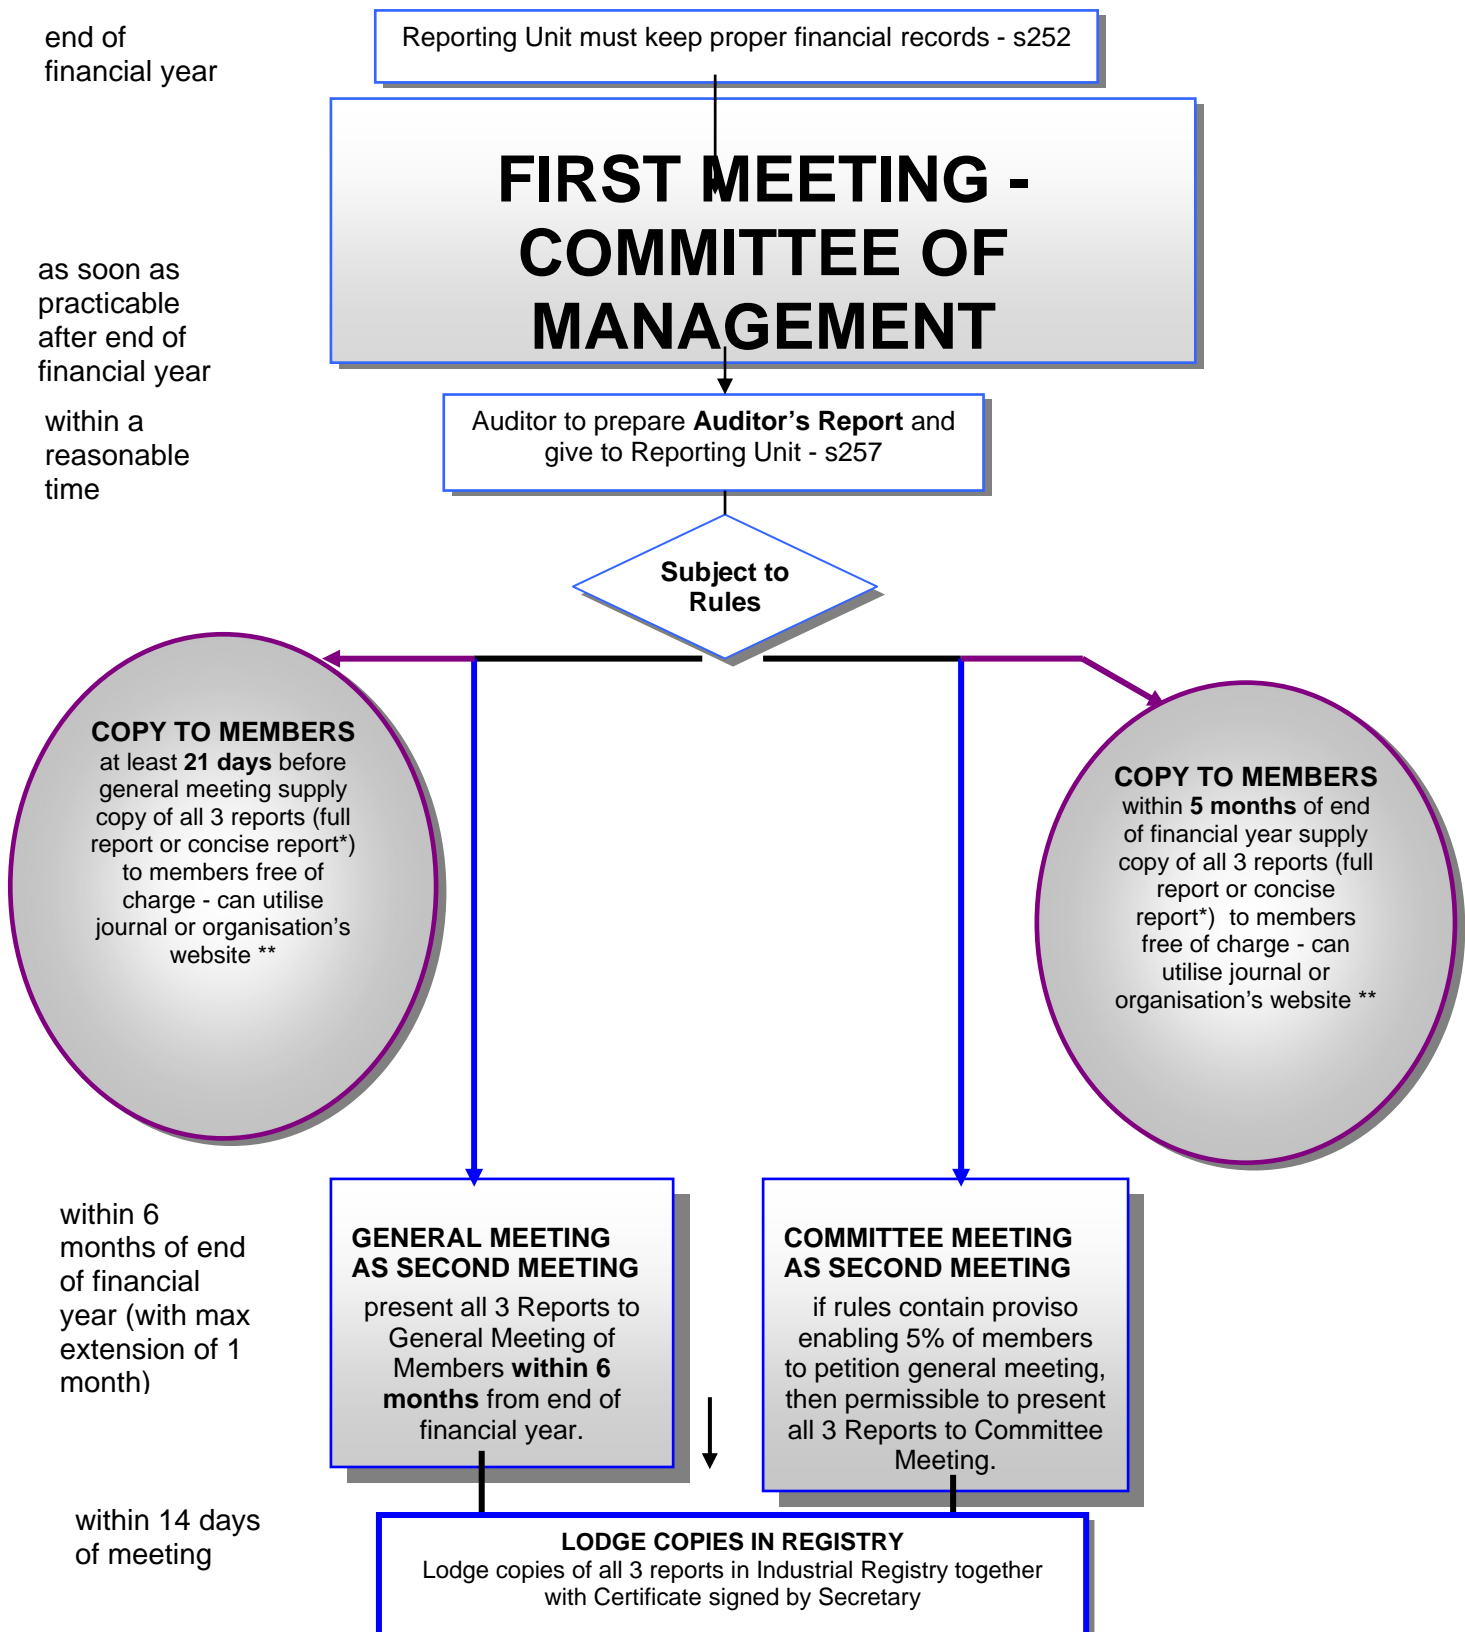 end of
financial year
Reporting Unit must keep proper financial records - s252
FIRST MEETING -
COMMITTEE OF
MANAGEMENT
as soon as
practicable
after end of
financial year
within a
reasonable
time
Auditor to prepare Auditor’s Report and
give to Reporting Unit - s257
Subject to
Rules
COPY TO MEMBERS
at least 21 days before
general meeting supply
copy of all 3 reports (full
report or concise report*)
to members free of
charge - can utilise
journal or organisation’s
website **
COPY TO MEMBERS
within 5 months of end
of financial year supply
copy of all 3 reports (full
report or concise
report*) to members
free of charge - can
utilise journal or
organisation’s website **
within 6
months of end
of financial
year (with max
extension of 1
month)
GENERAL MEETING
AS SECOND MEETING
present all 3 Reports to
General Meeting of
Members within 6
months from end of
financial year.
COMMITTEE MEETING
AS SECOND MEETING
if rules contain proviso
enabling 5% of members
to petition general meeting,
then permissible to present
all 3 Reports to Committee
Meeting.
within 14 days
of meeting
LODGE COPIES IN REGISTRY
Lodge copies of all 3 reports in Industrial Registry together
with Certificate signed by Secretary